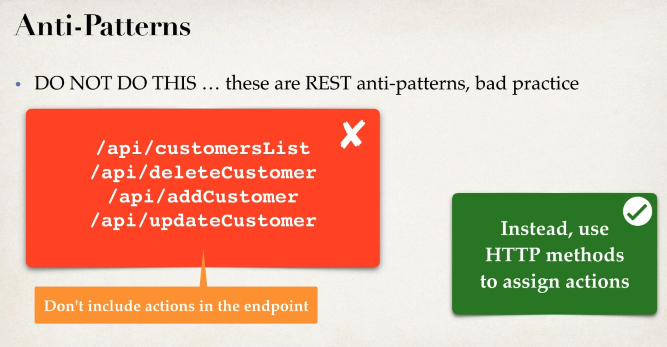 Anti-Patterns
• DO NOT DO THIS … these are REST anti-patterns, bad practice
/api/customersList
/api/deleteCustomer
/api/addCustomer
/api/updateCustomer
Don't include actions in the endpoint
Instead, use
HTTP methods
to assign actions